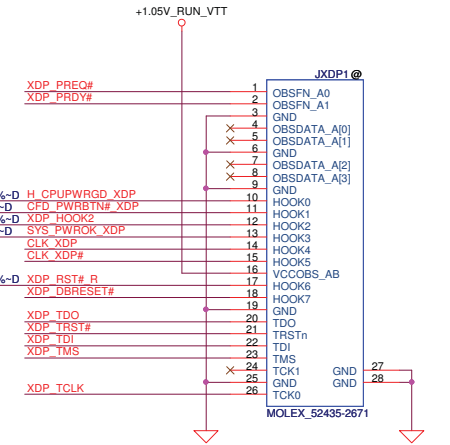 +1.05V_RUN_VTT
JXDP1 @
XDP_PREQ# 1 OBSFN_A0
XDP_PRDY# 2 OBSFN_A1
3 GND
4 OBSDATA_A[0]
5 OBSDATA_A[1]
6 GND
7 OBSDATA_A[2]
8 OBSDATA_A[3]
9 GND
%~D H_CPUPWRGD_XDP 10 HOOK0
~D CFD_PWRBTN#_XDP 11 HOOK1
%~D XDP_HOOK2 12 HOOK2
~D SYS_PWROK_XDP 13 HOOK3
CLK_XDP 14 HOOK4
CLK_XDP# 15 HOOK5
16 VCCOBS_AB
%~D XDP_RST#_R 17 HOOK6
XDP_DBRESET# 18 HOOK7
19 GND
XDP_TDO 20 TDO
XDP_TRST# 21 TRSTn
XDP_TDI 22 TDI
XDP_TMS 23 TMS
24 TCK1 GND 27
25 GND GND 28
XDP_TCLK 26 TCK0
MOLEX_52435-2671